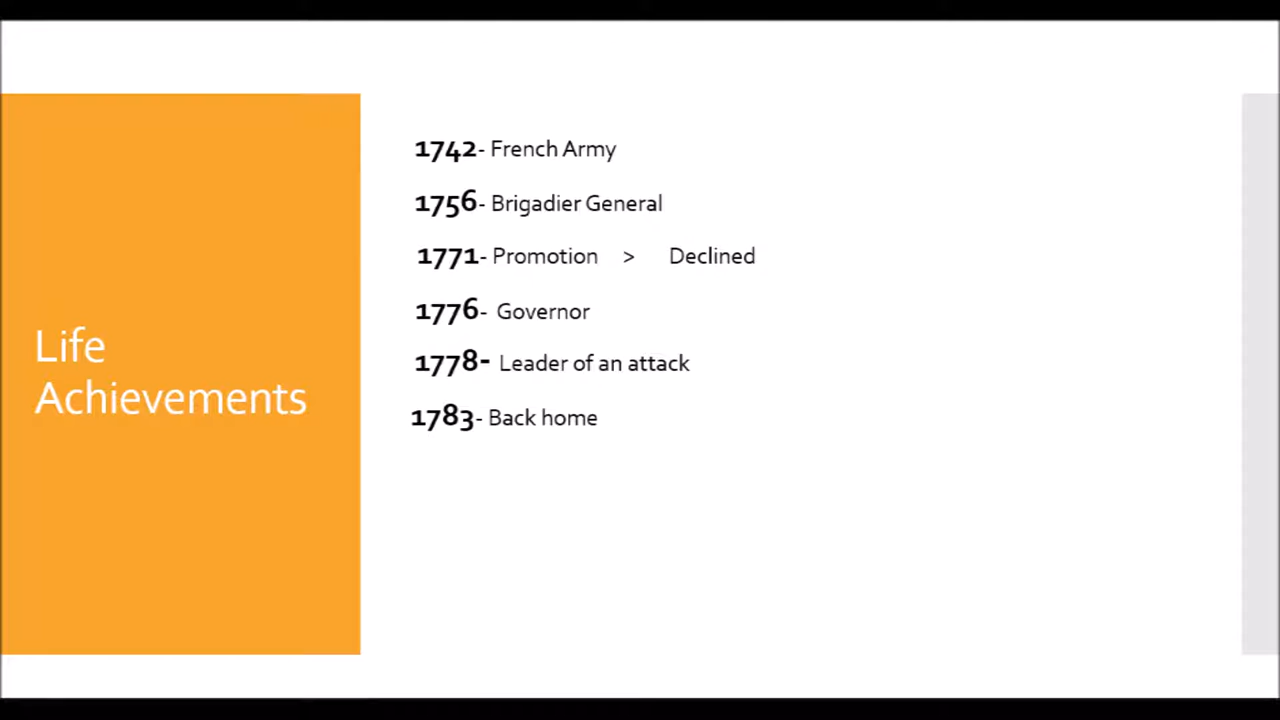 Life
Achievements
1742- French Army
1756- Brigadier General
1771- Promotion > Declined
1776- Governor
1778- Leader of an attack
1783- Back home